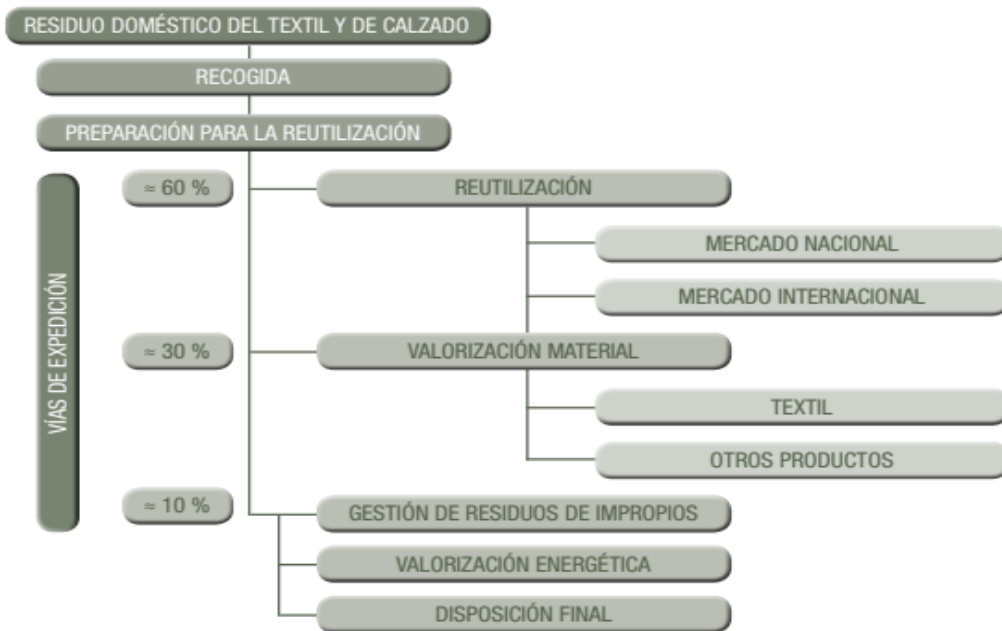 RESIDUO DOMÉSTICO DEL TEXTIL Y DE CALZADO
RECOGIDA
PREPARACIÓN PARA LA REUTILIZACIÓN
VÍAS DE EXPEDICIÓN
≈ 60 %
REUTILIZACIÓN
MERCADO NACIONAL
MERCADO INTERNACIONAL
≈ 30 %
VALORIZACIÓN MATERIAL
TEXTIL
OTROS PRODUCTOS
≈ 10 %
GESTIÓN DE RESIDUOS DE IMPROPIOS
VALORIZACIÓN ENERGÉTICA
DISPOSICIÓN FINAL